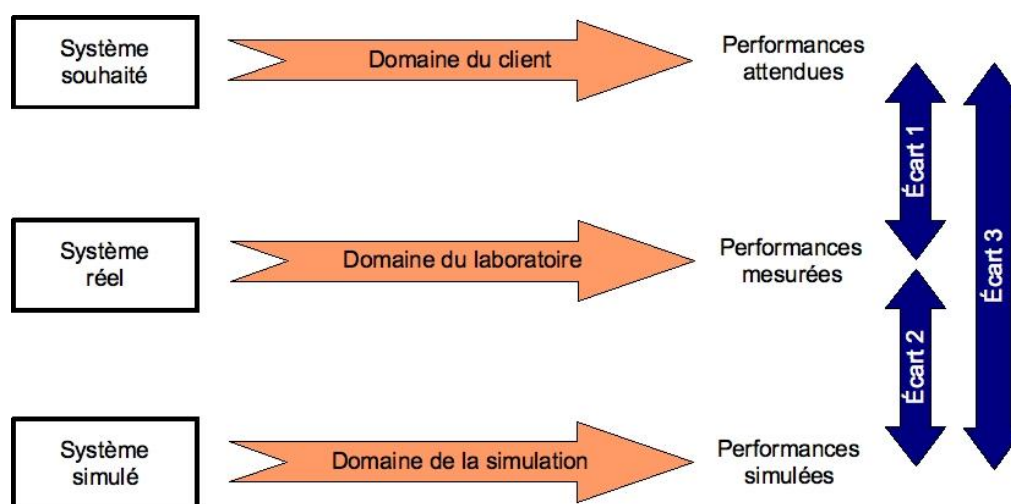 Système
souhaité
Domaine du client
Performances
attendues
Écart 1
Écart 3
Système
réel
Domaine du laboratoire
Performances
mesurées
Écart 2
Système
simulé
Domaine de la simulation
Performances
simulées